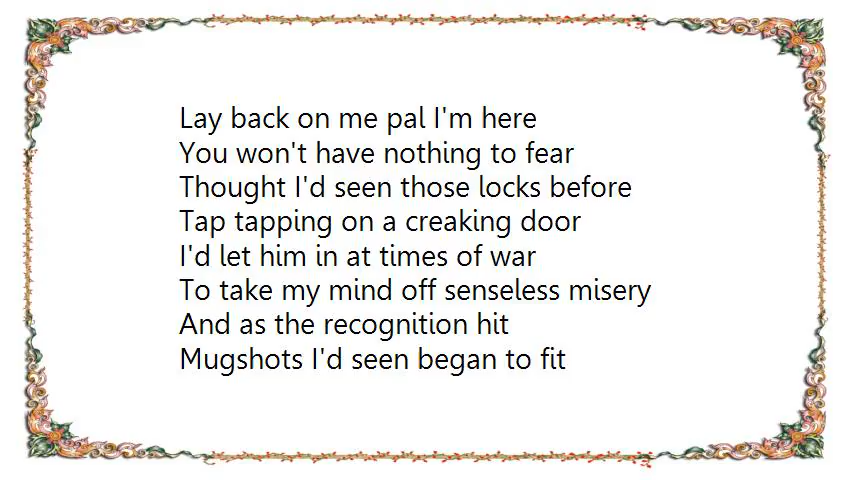 Lay back on me pal I'm here
You won't have nothing to fear
Thought I'd seen those locks before
Tap tapping on a creaking door
I'd let him in at times of war
To take my mind off senseless misery
And as the recognition hit
Mugshots I'd seen began to fit